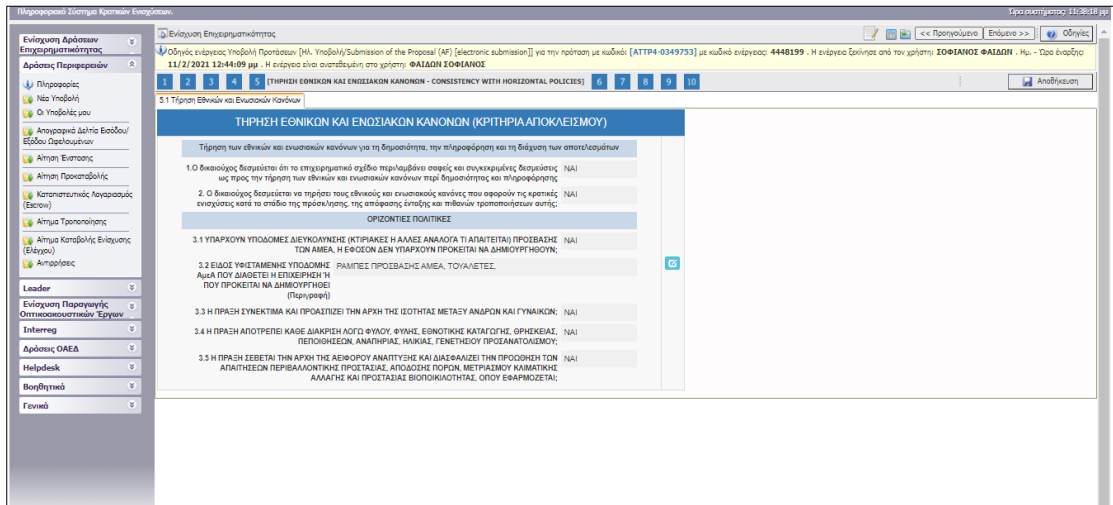 Πληροφοριακό Σύστημα Κρατικών Ενισχύσεων.
Ώρα συστήματος: 11:38:18 μμ
Ενίσχυση Δράσεων
Επιχειρηματικότητας
Δράσεις Περιφερειών
Πληροφορίες
Νέα Υποβολή
Οι Υποβολές μου
Απογραφικά Δελτία Εισόδου/
Εξόδου Ωφελουμένων
Αίτηση Ένστασης
Αίτηση Προκαταβολής
Καταπιστευτικός Λογαριασμός
(Escrow)
Αίτημα Τροποποίησης
Αίτημα Καταβολής Ενίσχυσης
(Ελέγχου)
Αντιρρήσεις
Leader
Ενίσχυση Παραγωγής
Οπτικοακουστικών Έργων
Interreg
Δράσεις ΟΑΕΔ
Helpdesk
Βοηθητικά
Γενικά
Ενίσχυση Επιχειρηματικότητας
<< Προηγούμενο Επόμενο >> Οδηγίες
Οδηγός ενέργειας Υποβολή Προτάσεων [Ηλ. Υποβολή/Submission of the Proposal (AF) [electronic submission]] για την πρόταση με κωδικό: [ATTP4-0349753] με κωδικό ενέργειας: 4448199 . Η ενέργεια ξεκίνησε από τον χρήστη: ΣΟΦΙΑΝΟΣ ΦΑΙΔΩΝ . Ημ. - Ώρα έναρξης:
11/2/2021 12:44:09 μμ . Η ενέργεια είναι ανατεθειμένη στο χρήστη: ΦΑΙΔΩΝ ΣΟΦΙΑΝΟΣ
1 2 3 4 5 [ΤΗΡΗΣΗ ΕΘΝΙΚΩΝ ΚΑΙ ΕΝΩΣΙΑΚΩΝ ΚΑΝΟΝΩΝ - CONSISTENCY WITH HORIZONTAL POLICIES] 6 7 8 9 10 Αποθήκευση
5.1 Τήρηση Εθνικών και Ενωσιακών Κανόνων
ΤΗΡΗΣΗ ΕΘΝΙΚΩΝ ΚΑΙ ΕΝΩΣΙΑΚΩΝ ΚΑΝΟΝΩΝ (ΚΡΙΤΗΡΙΑ ΑΠΟΚΛΕΙΣΜΟΥ)
Τήρηση των εθνικών και ενωσιακών κανόνων για τη δημοσιότητα, την πληροφόρηση και τη διάχυση των αποτελεσμάτων
1.Ο δικαιούχος δεσμεύεται ότι το επιχειρηματικό σχέδιο περιλαμβάνει σαφείς και συγκεκριμένες δεσμεύσεις ΝΑΙ
ως προς την τήρηση των εθνικών και ενωσιακών κανόνων περί δημοσιότητας και πληροφόρησης
2. Ο δικαιούχος δεσμεύεται να τηρήσει τους εθνικούς και ενωσιακούς κανόνες που αφορούν τις κρατικές ΝΑΙ
ενισχύσεις κατά το στάδιο της πρόσκλησης, της απόφασης ένταξης και πιθανών τροποποιήσεων αυτής;
ΟΡΙΖΟΝΤΙΕΣ ΠΟΛΙΤΙΚΕΣ
3.1 ΥΠΑΡΧΟΥΝ ΥΠΟΔΟΜΕΣ ΔΙΕΥΚΟΛΥΝΣΗΣ (ΚΤΙΡΙΑΚΕΣ Η ΑΛΛΕΣ ΑΝΑΛΟΓΑ ΤΙ ΑΠΑΙΤΕΙΤΑΙ) ΠΡΟΣΒΑΣΗΣ ΝΑΙ
ΤΩΝ ΑΜΕΑ, Η ΕΦΟΣΟΝ ΔΕΝ ΥΠΑΡΧΟΥΝ ΠΡΟΚΕΙΤΑΙ ΝΑ ΔΗΜΙΟΥΡΓΗΘΟΥΝ;
3.2 ΕΙΔΟΣ ΥΦΙΣΤΑΜΕΝΗΣ ΥΠΟΔΟΜΗΣ ΡΑΜΠΕΣ ΠΡΌΣΒΑΣΗΣ ΑΜΕΑ, ΤΟΥΆΛΕΤΕΣ,
ΑμεΑ ΠΟΥ ΔΙΑΘΕΤΕΙ Η ΕΠΙΧΕΙΡΗΣΗ Ή
ΠΟΥ ΠΡΟΚΕΙΤΑΙ ΝΑ ΔΗΜΙΟΥΡΓΗΘΕΙ
(Περιγραφή)
3.3 Η ΠΡΑΞΗ ΣΥΝΕΚΤΙΜΑ ΚΑΙ ΠΡΟΑΣΠΙΖΕΙ ΤΗΝ ΑΡΧΗ ΤΗΣ ΙΣΟΤΗΤΑΣ ΜΕΤΑΞΥ ΑΝΔΡΩΝ ΚΑΙ ΓΥΝΑΙΚΩΝ; ΝΑΙ
3.4 Η ΠΡΑΞΗ ΑΠΟΤΡΕΠΕΙ ΚΑΘΕ ΔΙΑΚΡΙΣΗ ΛΟΓΩ ΦΥΛΟΥ, ΦΥΛΗΣ, ΕΘΝΟΤΙΚΗΣ ΚΑΤΑΓΩΓΗΣ, ΘΡΗΣΚΕΙΑΣ, ΝΑΙ
ΠΕΠΟΙΘΗΣΕΩΝ, ΑΝΑΠΗΡΙΑΣ, ΗΛΙΚΙΑΣ, ΓΕΝΕΤΗΣΙΟΥ ΠΡΟΣΑΝΑΤΟΛΙΣΜΟΥ;
3.5 Η ΠΡΑΞΗ ΣΕΒΕΤΑΙ ΤΗΝ ΑΡΧΗ ΤΗΣ ΑΕΙΦΟΡΟΥ ΑΝΑΠΤΥΞΗΣ ΚΑΙ ΔΙΑΣΦΑΛΙΖΕΙ ΤΗΝ ΠΡΟΩΘΗΣΗ ΤΩΝ ΝΑΙ
ΑΠΑΙΤΗΣΕΩΝ ΠΕΡΙΒΑΛΛΟΝΤΙΚΗΣ ΠΡΟΣΤΑΣΙΑΣ, ΑΠΟΔΟΣΗΣ ΠΟΡΩΝ, ΜΕΤΡΙΑΣΜΟΥ ΚΛΙΜΑΤΙΚΗΣ
ΑΛΛΑΓΗΣ ΚΑΙ ΠΡΟΣΤΑΣΙΑΣ ΒΙΟΠΟΙΚΙΛΟΤΗΤΑΣ, ΟΠΟΥ ΕΦΑΡΜΟΖΕΤΑΙ;